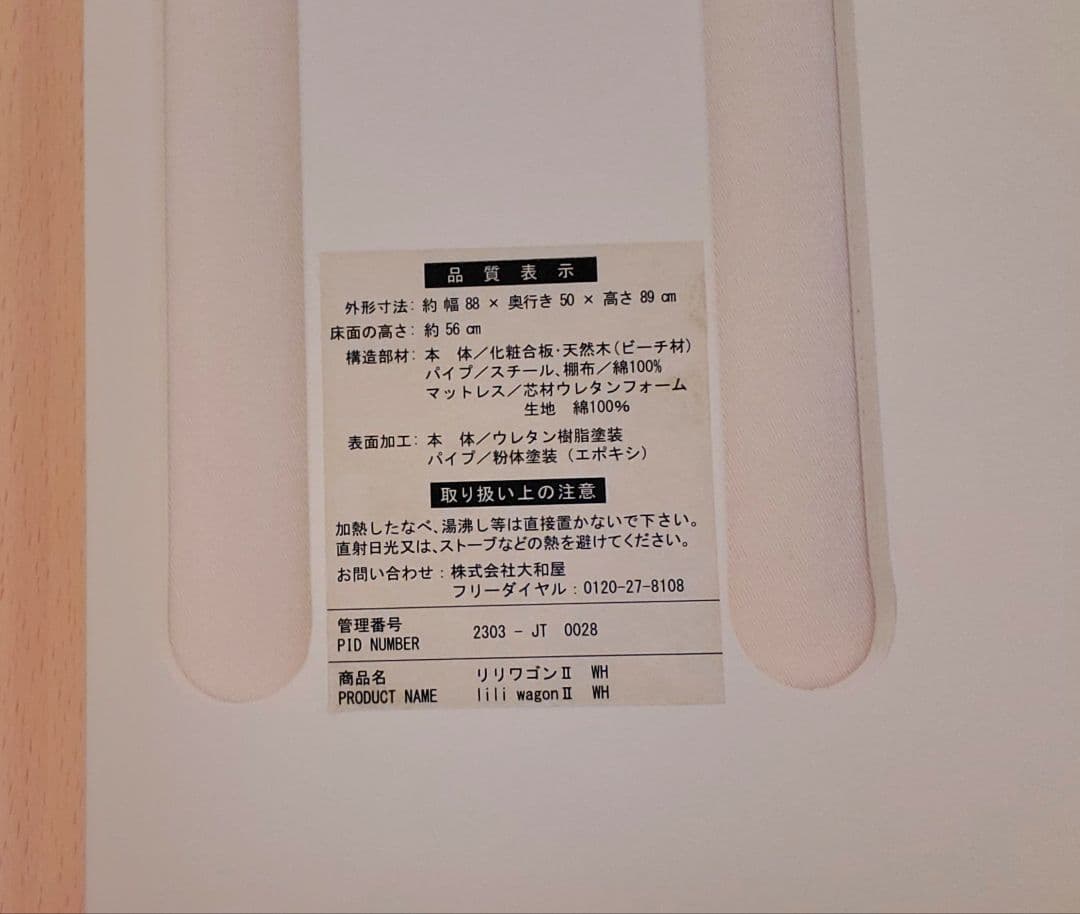 品質表示
外形寸法: 約 幅 88 × 奥行き 50 × 高さ 89 ㎝
床面の高さ: 約 56 ㎝
構造部材: 本 体／化粧合板・天然木(ビーチ材)
パイプ／スチール、棚布／綿100%
マットレス／芯材ウレタンフォーム
生地 綿100%
表面加工: 本 体／ウレタン樹脂塗装
パイプ／粉体塗装（エポキシ）
取り扱い上の注意
加熱したなべ、湯沸し等は直接置かないで下さい。
直射日光又は、ストーブなどの熱を避けてください。
お問い合わせ：株式会社大和屋
フリーダイヤル：0120-27-8108
管理番号
PID NUMBER 2303 - JT 0028
商品名 リリワゴンⅡ WH
PRODUCT NAME lili wagonⅡ WH